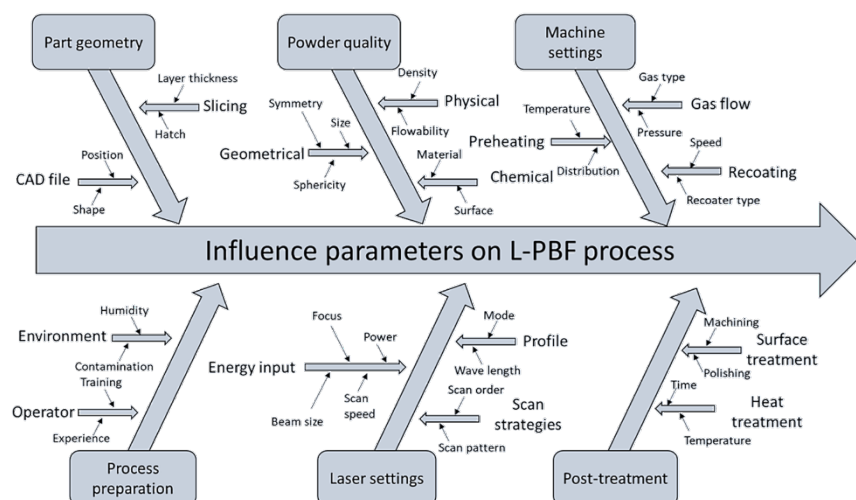 Part geometry
Powder quality
Machine
settings
Layer thickness
Slicing
Hatch
Position
CAD file
Shape
Density
Physical
Flowability
Symmetry
Size
Geometrical
Sphericity
Material
Chemical
Surface
Gas type
Gas flow
Pressure
Temperature
Preheating
Distribution
Speed
Recoating
Recoater type
Influence parameters on L-PBF process
Humidity
Environment
Contamination
Training
Operator
Experience
Process
preparation
Focus
Power
Energy input
Beam size
Scan
speed
Mode
Profile
Wave length
Scan order
Scan
strategies
Scan pattern
Laser settings
Machining
Surface
treatment
Polishing
Time
Heat
treatment
Temperature
Post-treatment